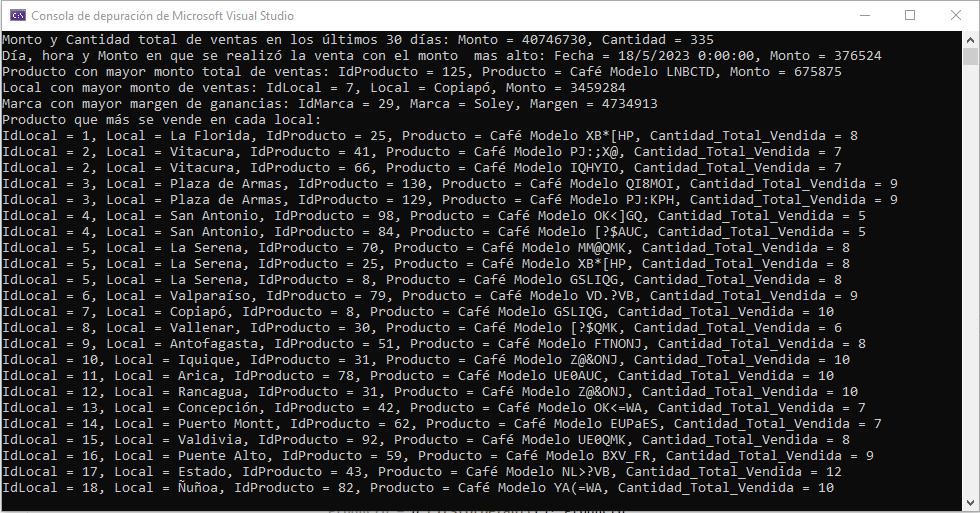 Consola de depuración de Microsoft Visual Studio
Monto y Cantidad total de ventas en los últimos 30 días: Monto = 40746730, Cantidad = 335
Día, hora y Monto en que se realizó la venta con el monto  mas alto: Fecha = 18/5/2023 0:00:00, Monto = 376524
Producto con mayor monto total de ventas: IdProducto = 125, Producto = Café Modelo LNBCTD, Monto = 675875
Local con mayor monto de ventas: IdLocal = 7, Local = Copiapó, Monto = 3459284
Marca con mayor margen de ganancias: IdMarca = 29, Marca = Soley, Margen = 4734913
Producto que más se vende en cada local:
IdLocal = 1, Local = La Florida, IdProducto = 25, Producto = Café Modelo XB*[HP, Cantidad_Total_Vendida = 8
IdLocal = 2, Local = Vitacura, IdProducto = 41, Producto = Café Modelo PJ:;X@, Cantidad_Total_Vendida = 7
IdLocal = 2, Local = Vitacura, IdProducto = 66, Producto = Café Modelo IQHYIO, Cantidad_Total_Vendida = 7
IdLocal = 3, Local = Plaza de Armas, IdProducto = 130, Producto = Café Modelo QI8MOI, Cantidad_Total_Vendida = 9
IdLocal = 3, Local = Plaza de Armas, IdProducto = 129, Producto = Café Modelo PJ:KPH, Cantidad_Total_Vendida = 9
IdLocal = 4, Local = San Antonio, IdProducto = 98, Producto = Café Modelo OK<]GQ, Cantidad_Total_Vendida = 5
IdLocal = 4, Local = San Antonio, IdProducto = 84, Producto = Café Modelo [?$AUC, Cantidad_Total_Vendida = 5
IdLocal = 5, Local = La Serena, IdProducto = 70, Producto = Café Modelo MM@QMK, Cantidad_Total_Vendida = 8
IdLocal = 5, Local = La Serena, IdProducto = 25, Producto = Café Modelo XB*[HP, Cantidad_Total_Vendida = 8
IdLocal = 5, Local = La Serena, IdProducto = 8, Producto = Café Modelo GSLIQG, Cantidad_Total_Vendida = 8
IdLocal = 6, Local = Valparaíso, IdProducto = 79, Producto = Café Modelo VD.?VB, Cantidad_Total_Vendida = 9
IdLocal = 7, Local = Copiapó, IdProducto = 8, Producto = Café Modelo GSLIQG, Cantidad_Total_Vendida = 10
IdLocal = 8, Local = Vallenar, IdProducto = 30, Producto = Café Modelo [?$QMK, Cantidad_Total_Vendida = 6
IdLocal = 9, Local = Antofagasta, IdProducto = 51, Producto = Café Modelo FTNONJ, Cantidad_Total_Vendida = 8
IdLocal = 10, Local = Iquique, IdProducto = 31, Producto = Café Modelo Z@&ONJ, Cantidad_Total_Vendida = 10
IdLocal = 11, Local = Arica, IdProducto = 78, Producto = Café Modelo UE0AUC, Cantidad_Total_Vendida = 10
IdLocal = 12, Local = Rancagua, IdProducto = 31, Producto = Café Modelo Z@&ONJ, Cantidad_Total_Vendida = 10
IdLocal = 13, Local = Concepción, IdProducto = 42, Producto = Café Modelo OK<=WA, Cantidad_Total_Vendida = 7
IdLocal = 14, Local = Puerto Montt, IdProducto = 62, Producto = Café Modelo EUPaES, Cantidad_Total_Vendida = 7
IdLocal = 15, Local = Valdivia, IdProducto = 92, Producto = Café Modelo UE0QMK, Cantidad_Total_Vendida = 8
IdLocal = 16, Local = Puente Alto, IdProducto = 59, Producto = Café Modelo BXV_FR, Cantidad_Total_Vendida = 9
IdLocal = 17, Local = Estado, IdProducto = 43, Producto = Café Modelo NL>?VB, Cantidad_Total_Vendida = 12
IdLocal = 18, Local = Ñuñoa, IdProducto = 82, Producto = Café Modelo YA(=WA, Cantidad_Total_Vendida = 10